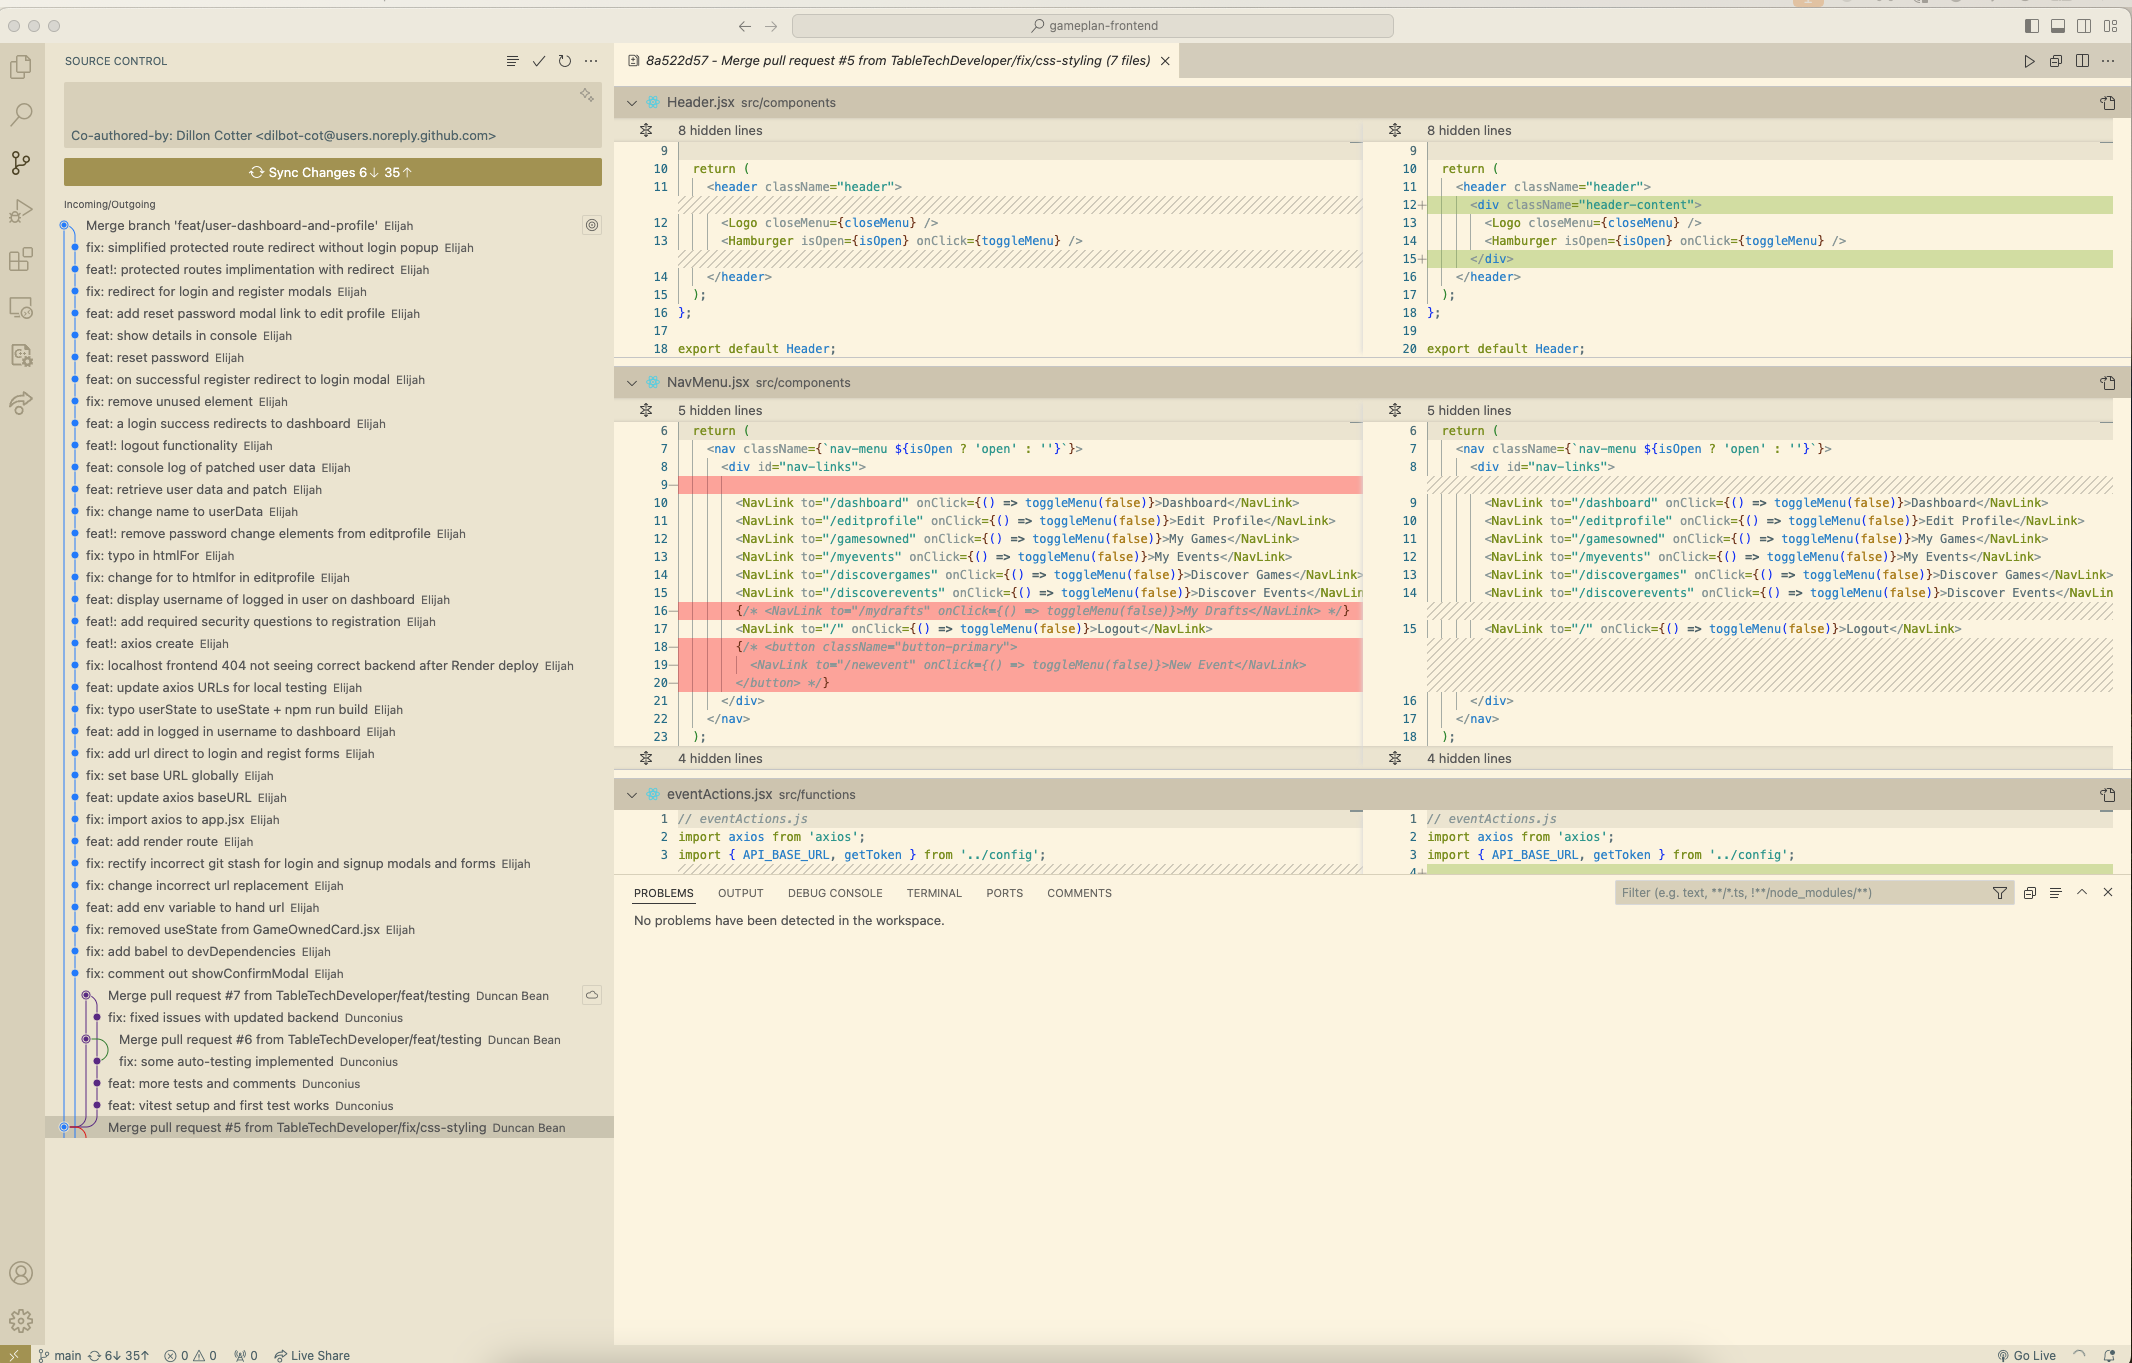 gameplan-frontend
SOURCE CONTROL
Co-authored-by: Dillon Cotter <dilbot-cot@users.noreply.github.com>
Sync Changes 6↓ 35↑
Incoming/Outgoing
Merge branch 'feat/user-dashboard-and-profile' Elijah
fix: simplified protected route redirect without login popup Elijah
feat!: protected routes implimentation with redirect Elijah
fix: redirect for login and register modals Elijah
feat: add reset password modal link to edit profile Elijah
feat: show details in console Elijah
feat: reset password Elijah
feat: on successful register redirect to login modal Elijah
fix: remove unused element Elijah
feat: a login success redirects to dashboard Elijah
feat!: logout functionality Elijah
feat: console log of patched user data Elijah
feat: retrieve user data and patch Elijah
fix: change name to userData Elijah
feat!: remove password change elements from editprofile Elijah
fix: typo in htmlFor Elijah
fix: change for to htmlfor in editprofile Elijah
feat: display username of logged in user on dashboard Elijah
feat!: add required security questions to registration Elijah
feat!: axios create Elijah
fix: localhost frontend 404 not seeing correct backend after Render deploy Elijah
feat: update axios URLs for local testing Elijah
fix: typo userState to useState + npm run build Elijah
feat: add in logged in username to dashboard Elijah
fix: add url direct to login and regist forms Elijah
fix: set base URL globally Elijah
feat: update axios baseURL Elijah
fix: import axios to app.jsx Elijah
feat: add render route Elijah
fix: rectify incorrect git stash for login and signup modals and forms Elijah
fix: change incorrect url replacement Elijah
feat: add env variable to hand url Elijah
fix: removed useState from GameOwnedCard.jsx Elijah
fix: add babel to devDependencies Elijah
fix: comment out showConfirmModal Elijah
Merge pull request #7 from TableTechDeveloper/feat/testing Duncan Bean
fix: fixed issues with updated backend Dunconius
Merge pull request #6 from TableTechDeveloper/feat/testing Duncan Bean
fix: some auto-testing implemented Dunconius
feat: more tests and comments Dunconius
feat: vitest setup and first test works Dunconius
Merge pull request #5 from TableTechDeveloper/fix/css-styling Duncan Bean
8a522d57 - Merge pull request #5 from TableTechDeveloper/fix/css-styling (7 files)
Header.jsx src/components
8 hidden lines
9
10 return (
11 <header className="header">
12 <Logo closeMenu={closeMenu} />
13 <Hamburger isOpen={isOpen} onClick={toggleMenu} />
14 </header>
15 );
16 };
17
18 export default Header;
8 hidden lines
9
10 return (
11 <header className="header">
12+ <div className="header-content">
13 <Logo closeMenu={closeMenu} />
14 <Hamburger isOpen={isOpen} onClick={toggleMenu} />
15+ </div>
16 </header>
17 );
18 };
19
20 export default Header;
NavMenu.jsx src/components
5 hidden lines
6 return (
7 <nav className={`nav-menu ${isOpen ? 'open' : ''}`}>
8 <div id="nav-links">
9-
10 <NavLink to="/dashboard" onClick={() => toggleMenu(false)}>Dashboard</NavLink>
11 <NavLink to="/editprofile" onClick={() => toggleMenu(false)}>Edit Profile</NavLink>
12 <NavLink to="/gamesowned" onClick={() => toggleMenu(false)}>My Games</NavLink>
13 <NavLink to="/myevents" onClick={() => toggleMenu(false)}>My Events</NavLink>
14 <NavLink to="/discovergames" onClick={() => toggleMenu(false)}>Discover Games</NavLink>
15 <NavLink to="/discoverevents" onClick={() => toggleMenu(false)}>Discover Events</NavLin
16- {/* <NavLink to="/mydrafts" onClick={() => toggleMenu(false)}>My Drafts</NavLink> */}
17 <NavLink to="/" onClick={() => toggleMenu(false)}>Logout</NavLink>
18- {/* <button className="button-primary">
19- <NavLink to="/newevent" onClick={() => toggleMenu(false)}>New Event</NavLink>
20- </button> */}
21 </div>
22 </nav>
23 );
4 hidden lines
5 hidden lines
6 return (
7 <nav className={`nav-menu ${isOpen ? 'open' : ''}`}>
8 <div id="nav-links">
9 <NavLink to="/dashboard" onClick={() => toggleMenu(false)}>Dashboard</NavLink>
10 <NavLink to="/editprofile" onClick={() => toggleMenu(false)}>Edit Profile</NavLink>
11 <NavLink to="/gamesowned" onClick={() => toggleMenu(false)}>My Games</NavLink>
12 <NavLink to="/myevents" onClick={() => toggleMenu(false)}>My Events</NavLink>
13 <NavLink to="/discovergames" onClick={() => toggleMenu(false)}>Discover Games</NavLink>
14 <NavLink to="/discoverevents" onClick={() => toggleMenu(false)}>Discover Events</NavLin
15 <NavLink to="/" onClick={() => toggleMenu(false)}>Logout</NavLink>
16 </div>
17 </nav>
18 );
4 hidden lines
eventActions.jsx src/functions
1 // eventActions.js
2 import axios from 'axios';
3 import { API_BASE_URL, getToken } from '../config';
1 // eventActions.js
2 import axios from 'axios';
3 import { API_BASE_URL, getToken } from '../config';
4+
PROBLEMS OUTPUT DEBUG CONSOLE TERMINAL PORTS COMMENTS
Filter (e.g. text, **/*.ts, !**/node_modules/**)
No problems have been detected in the workspace.
main 6↓ 35↑ 0 0 0 Live Share
Go Live